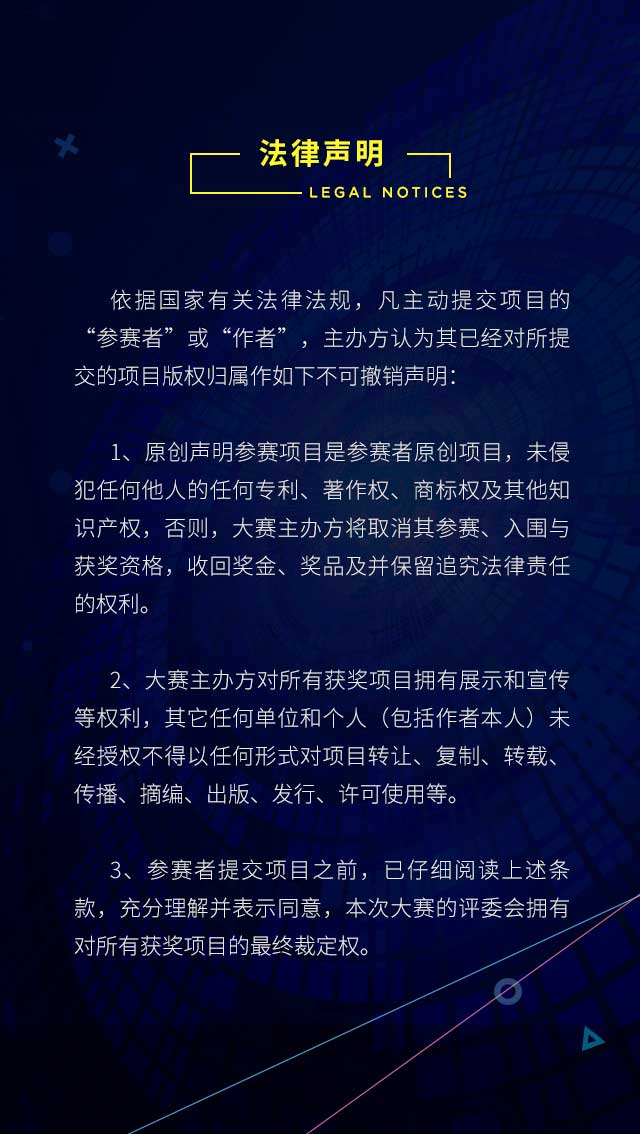 法律声明
LEGAL NOTICES
依据国家有关法律法规，凡主动提交项目的
“参赛者”或“作者”，主办方认为其已经对所提
交的项目版权归属作如下不可撤销声明：
1、原创声明参赛项目是参赛者原创项目，未侵
犯任何他人的任何专利、著作权、商标权及其他知
识产权，否则，大赛主办方将取消其参赛、入围与
获奖资格，收回奖金、奖品及并保留追究法律责任
的权利。
2、大赛主办方对所有获奖项目拥有展示和宣传
等权利，其它任何单位和个人（包括作者本人）未
经授权不得以任何形式对项目转让、复制、转载、
传播、摘编、出版、发行、许可使用等。
3、参赛者提交项目之前，已仔细阅读上述条
款，充分理解并表示同意，本次大赛的评委会拥有
对所有获奖项目的最终裁定权。